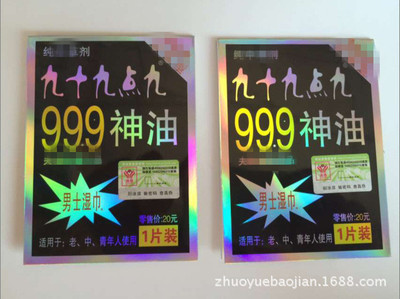 纯
剂
九十九点九
999神油
夫
男士湿巾
零售价:20元
1片装
适用于:老、中、青年人使用
剂
九十九点九
999神油
夫
男士湿巾
零售价:20元
1片装
适用于:老、中、青年人使用
zhuoyuebaojian.1688.com